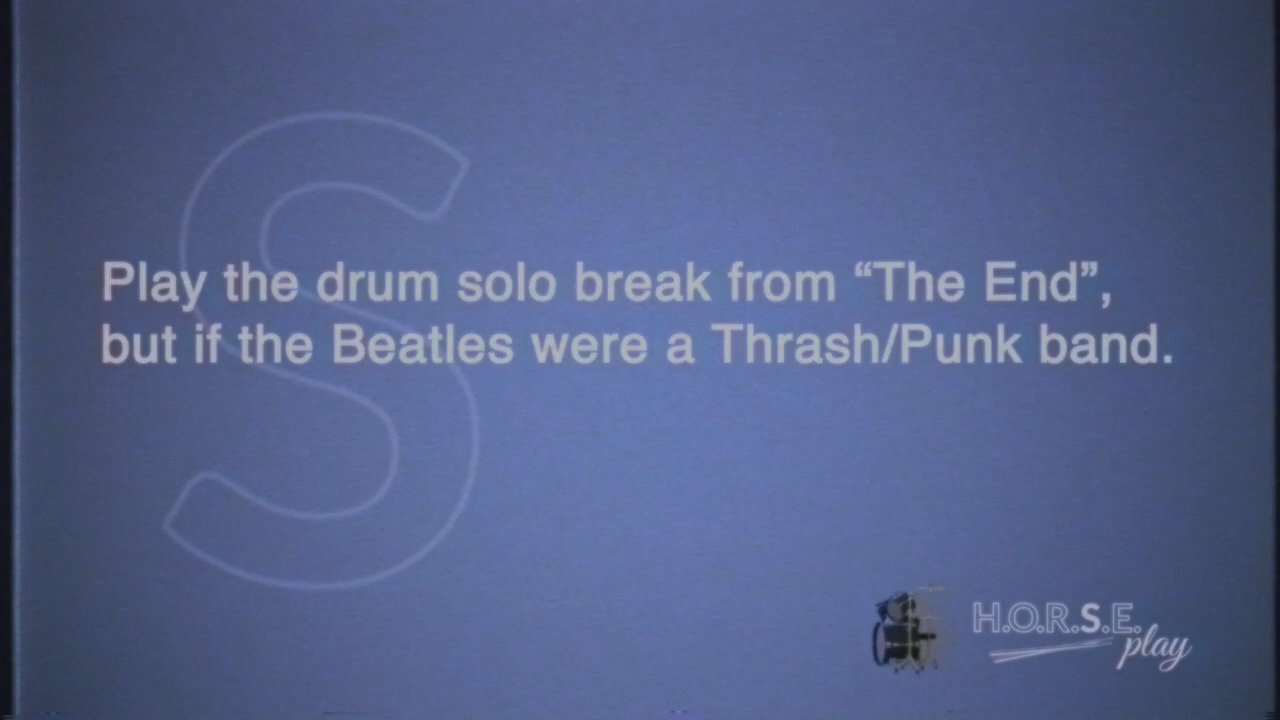 S
Play the drum solo break from “The End”,
but if the Beatles were a Thrash/Punk band.
H.O.R.S.E.
play